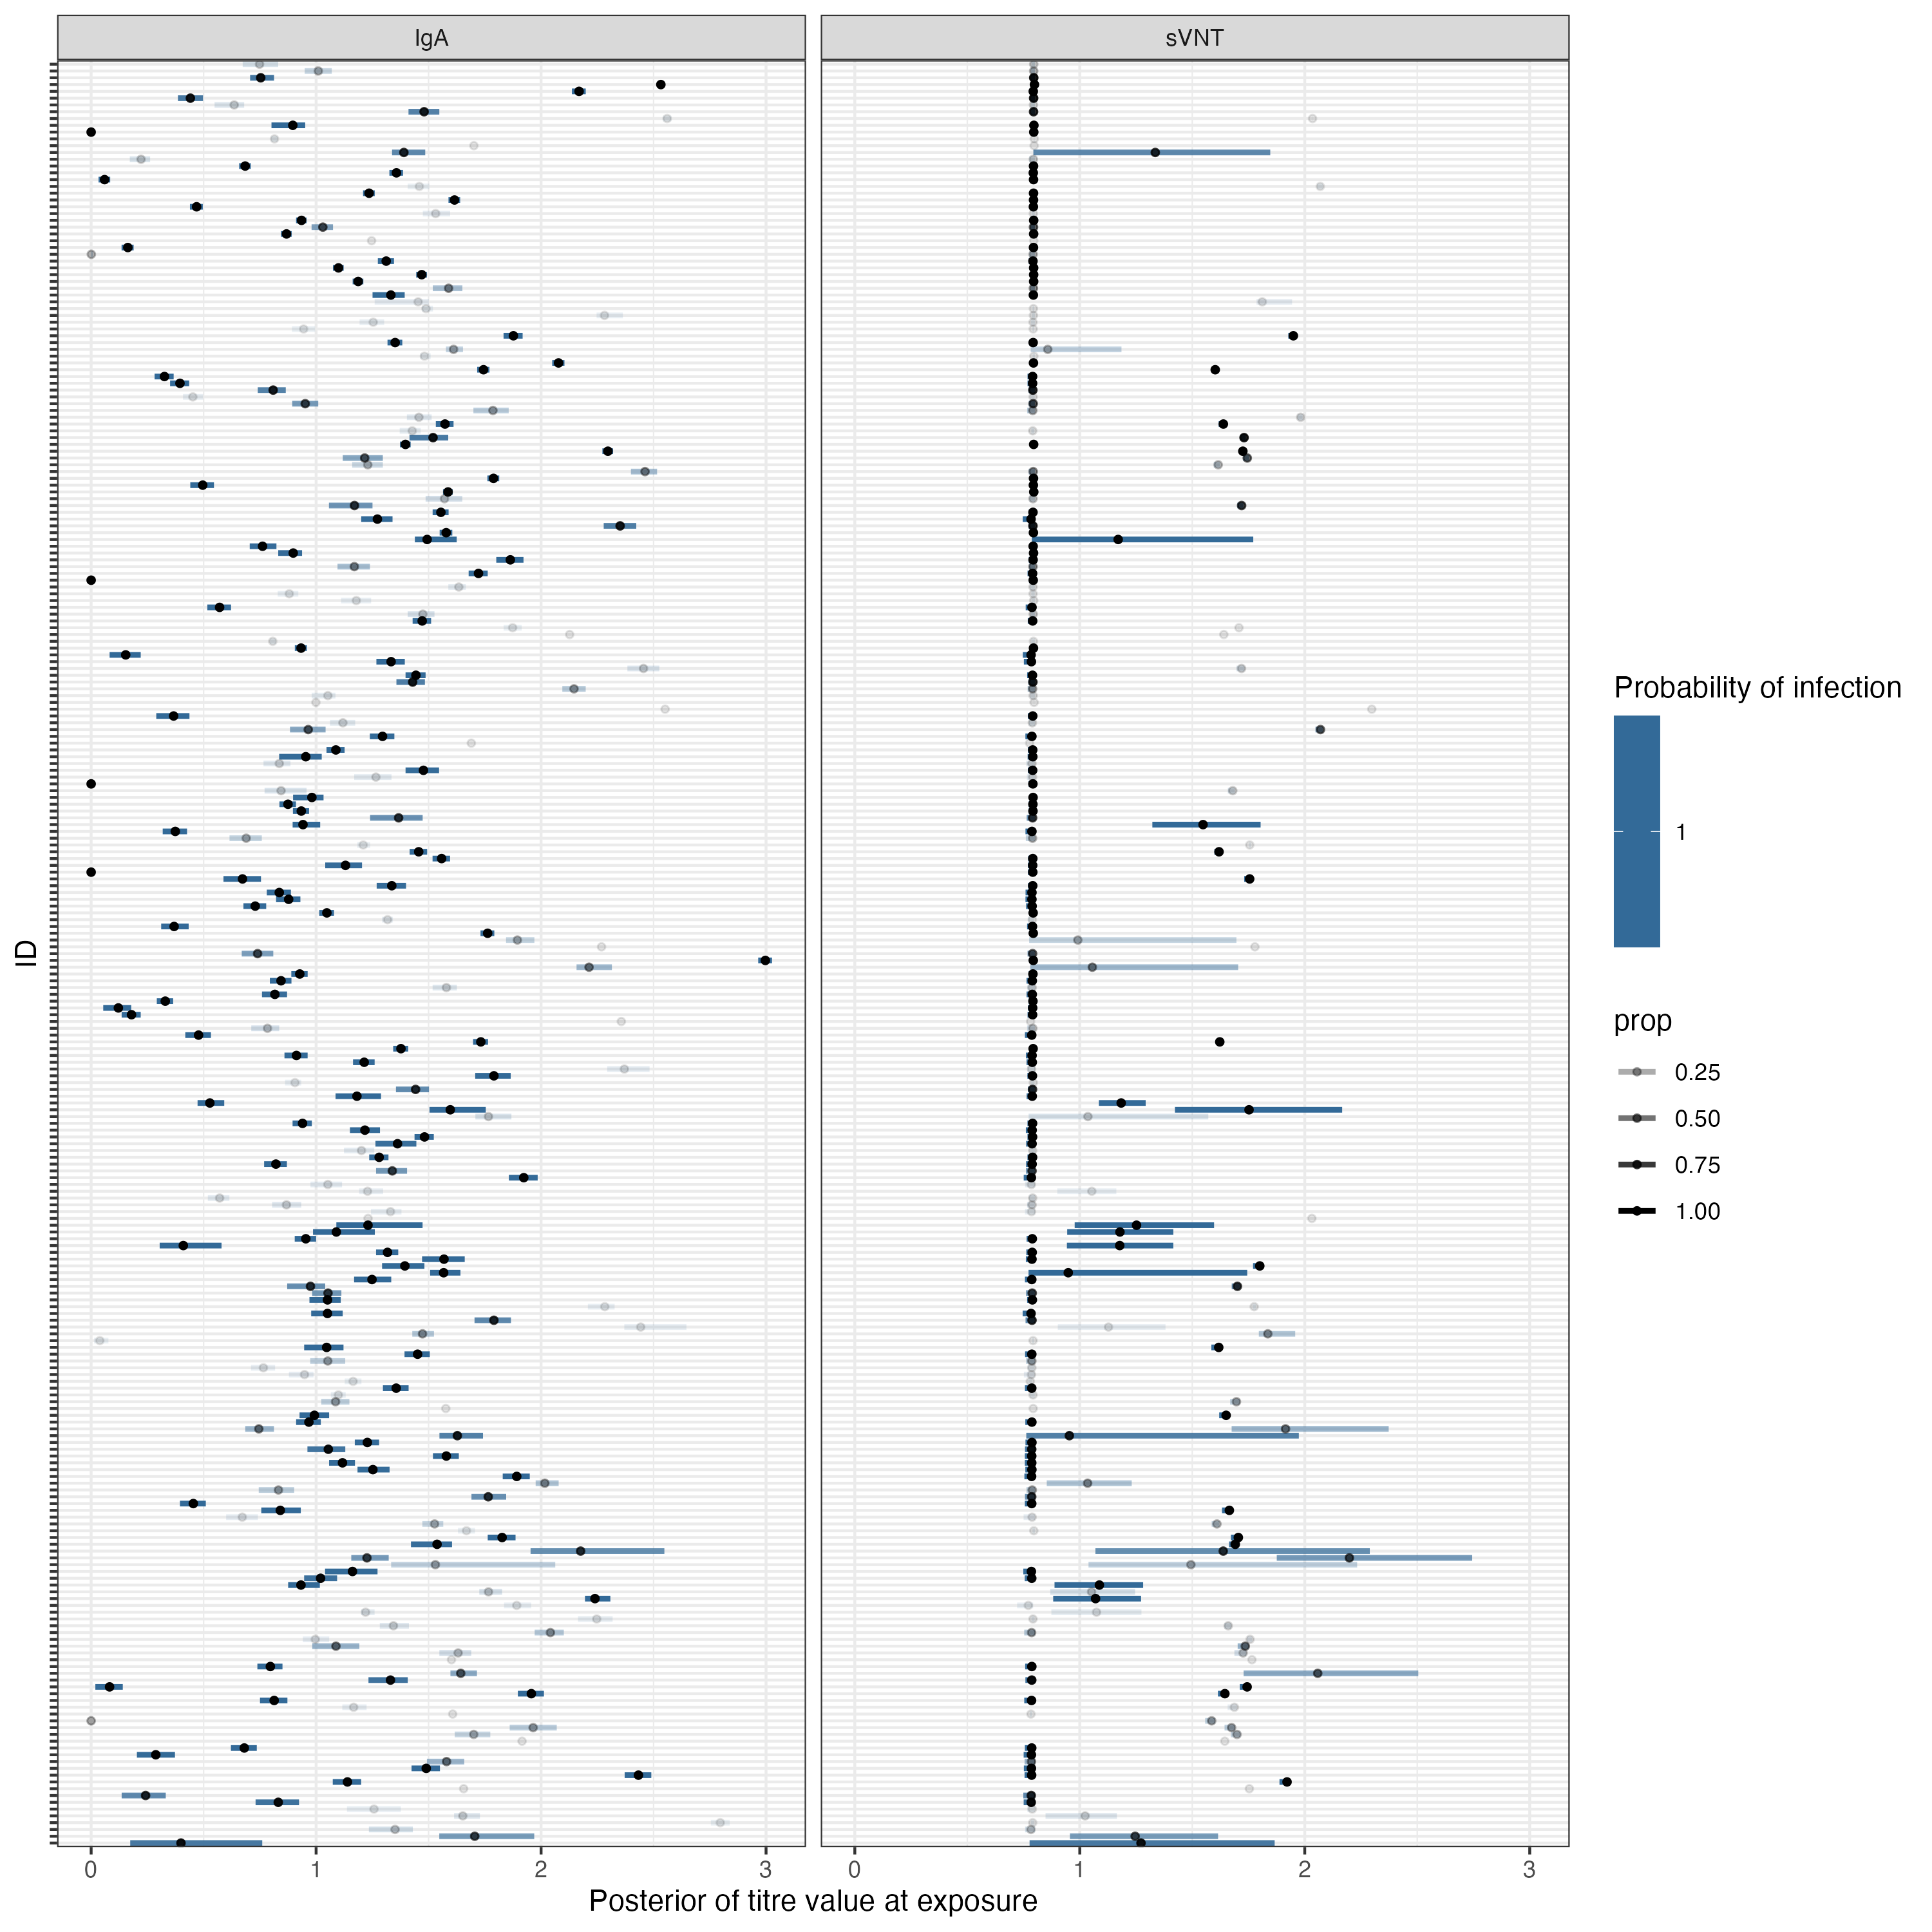 IgA
sVNT
ID
0 1 2 3
0 1 2 3
Posterior of titre value at exposure
Probability of infection
1
prop
0.25
0.50
0.75
1.00